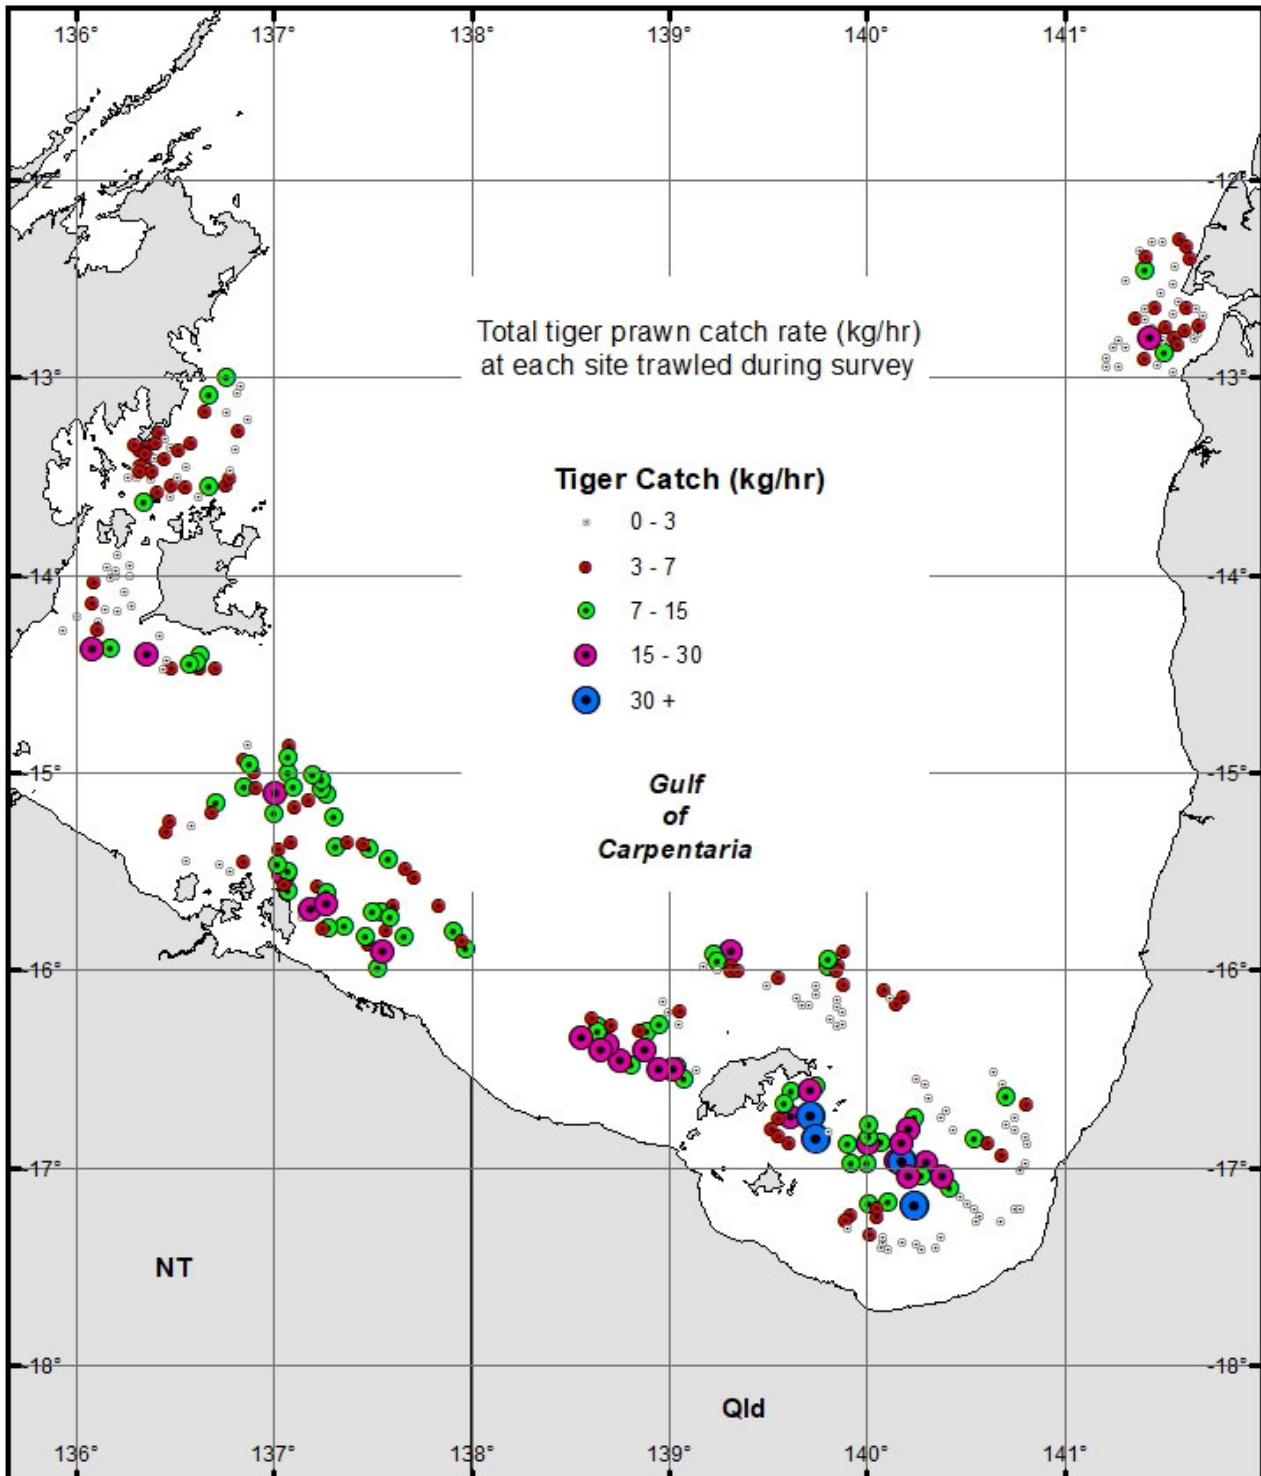 136° 137° 138° 139° 140° 141°
-12 -12°
Total tiger prawn catch rate (kg/hr)
at each site trawled during survey
-13° -13°
Tiger Catch (kg/hr)
0 - 3
3 - 7
-14° -14°
7 - 15
15 - 30
30 +
-15° -15°
Gulf
of
Carpentaria
-16° -16°
-17° -17°
NT
-18° -18°
Qld
136° 137° 138° 139° 140° 141°